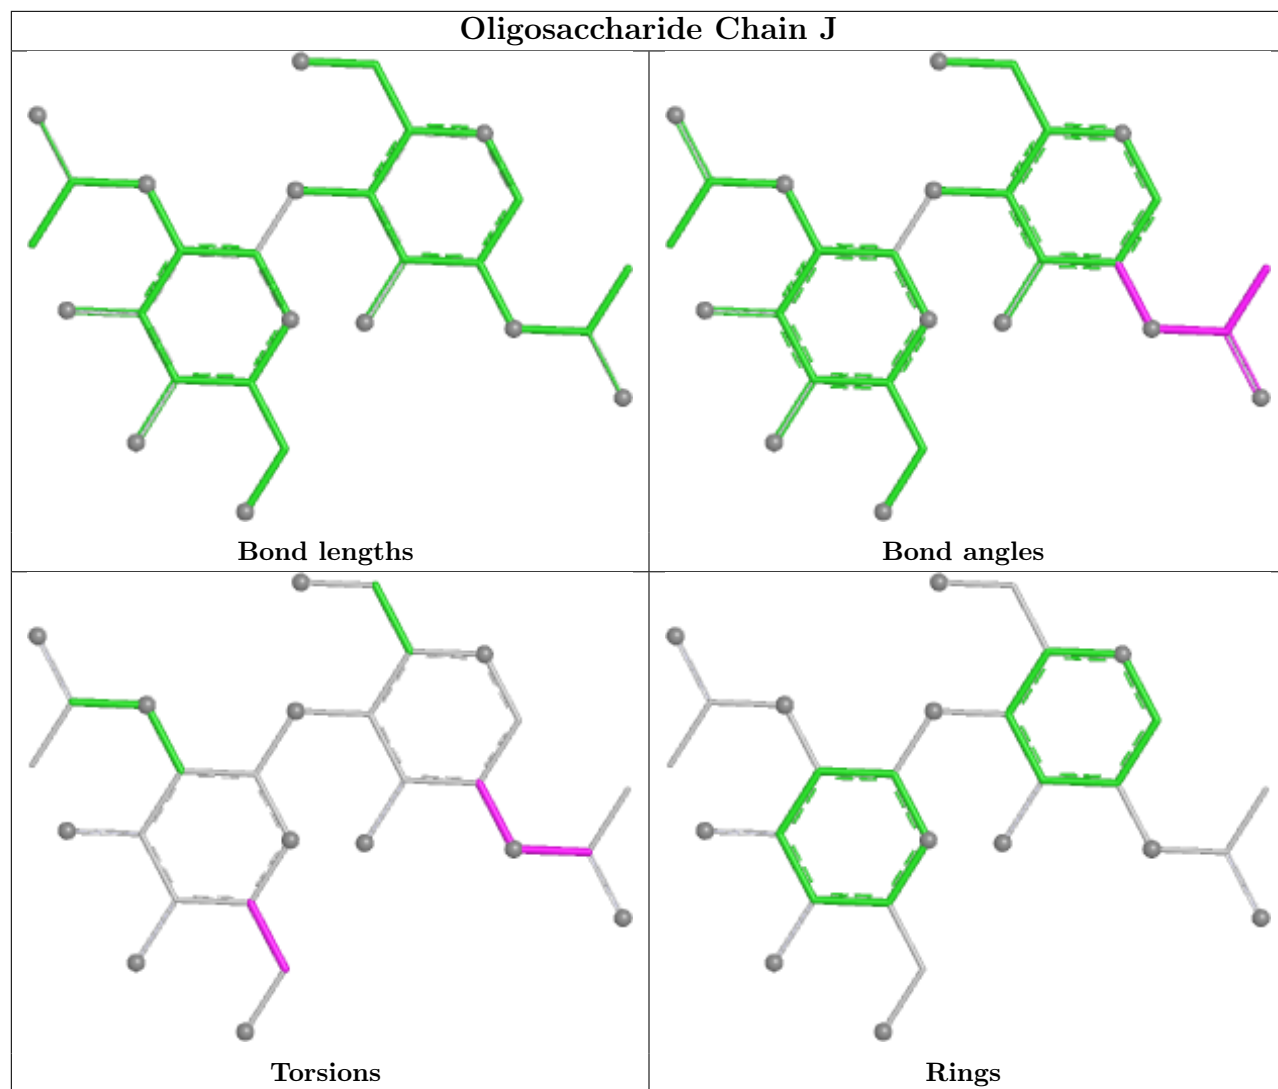 Oligosaccharide Chain J
Bond lengths
Bond angles
Torsions
Rings